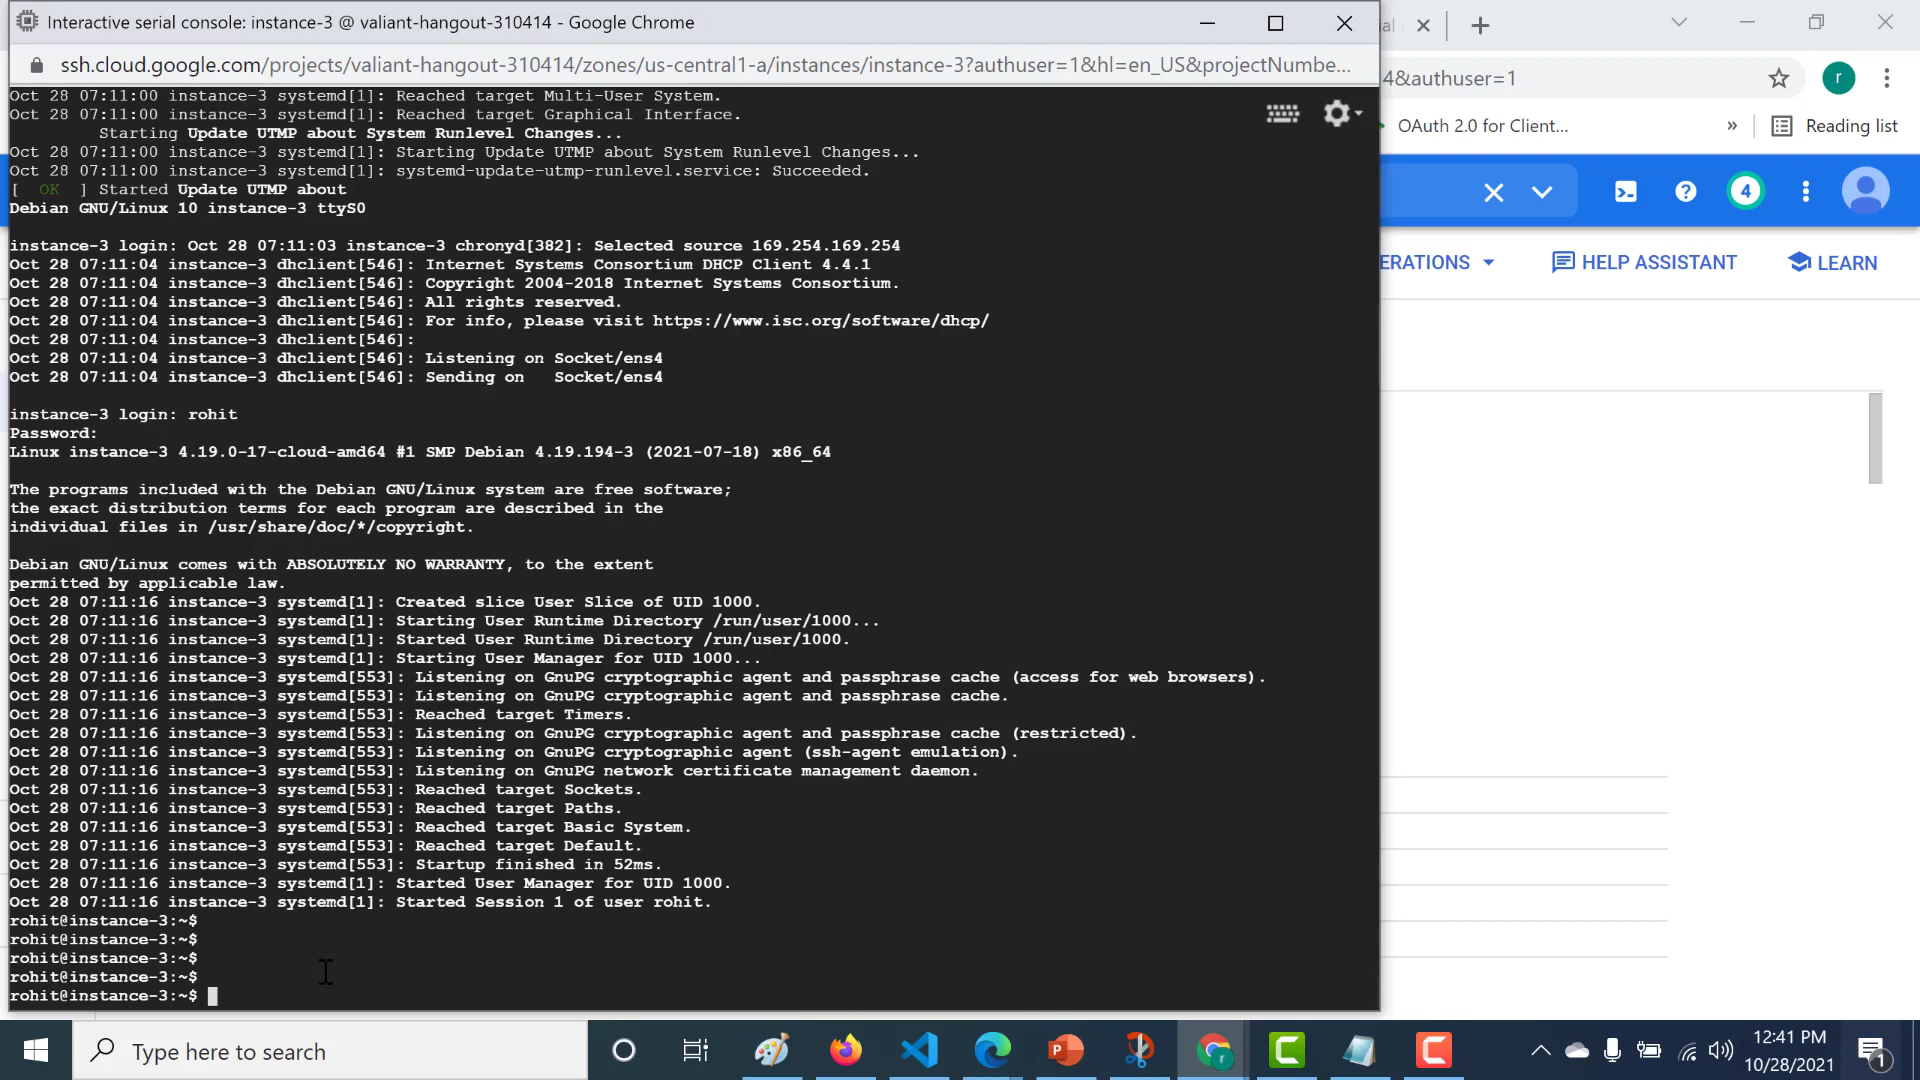 Interactive serial console: instance-3 @ valiant-hangout-310414 - Google Chrome
ssh.cloud.google.com/projects/valiant-hangout-310414/zones/us-central1-a/instances/instance-3?authuser=1&hl=en_US&projectNumbe...
4&authuser=1
r
OAuth 2.0 for Client...
»
Reading list
4
ERATIONS
HELP ASSISTANT
LEARN
Oct 28 07:11:00 instance-3 systemd[1]: Reached target Multi-User System.
Oct 28 07:11:00 instance-3 systemd[1]: Reached target Graphical Interface.
Starting Update UTMP about System Runlevel Changes...
Oct 28 07:11:00 instance-3 systemd[1]: Starting Update UTMP about System Runlevel Changes...
Oct 28 07:11:00 instance-3 systemd[1]: systemd-update-utmp-runlevel.service: Succeeded.
[  OK  ] Started Update UTMP about
Debian GNU/Linux 10 instance-3 ttyS0
instance-3 login: Oct 28 07:11:03 instance-3 chronyd[382]: Selected source 169.254.169.254
Oct 28 07:11:04 instance-3 dhclient[546]: Internet Systems Consortium DHCP Client 4.4.1
Oct 28 07:11:04 instance-3 dhclient[546]: Copyright 2004-2018 Internet Systems Consortium.
Oct 28 07:11:04 instance-3 dhclient[546]: All rights reserved.
Oct 28 07:11:04 instance-3 dhclient[546]: For info, please visit https://www.isc.org/software/dhcp/
Oct 28 07:11:04 instance-3 dhclient[546]:
Oct 28 07:11:04 instance-3 dhclient[546]: Listening on Socket/ens4
Oct 28 07:11:04 instance-3 dhclient[546]: Sending on   Socket/ens4
instance-3 login: rohit
Password:
Linux instance-3 4.19.0-17-cloud-amd64 #1 SMP Debian 4.19.194-3 (2021-07-18) x86_64
The programs included with the Debian GNU/Linux system are free software;
the exact distribution terms for each program are described in the
individual files in /usr/share/doc/*/copyright.
Debian GNU/Linux comes with ABSOLUTELY NO WARRANTY, to the extent
permitted by applicable law.
Oct 28 07:11:16 instance-3 systemd[1]: Created slice User Slice of UID 1000.
Oct 28 07:11:16 instance-3 systemd[1]: Starting User Runtime Directory /run/user/1000...
Oct 28 07:11:16 instance-3 systemd[1]: Started User Runtime Directory /run/user/1000.
Oct 28 07:11:16 instance-3 systemd[1]: Starting User Manager for UID 1000...
Oct 28 07:11:16 instance-3 systemd[553]: Listening on GnuPG cryptographic agent and passphrase cache (access for web browsers).
Oct 28 07:11:16 instance-3 systemd[553]: Listening on GnuPG cryptographic agent and passphrase cache.
Oct 28 07:11:16 instance-3 systemd[553]: Reached target Timers.
Oct 28 07:11:16 instance-3 systemd[553]: Listening on GnuPG cryptographic agent and passphrase cache (restricted).
Oct 28 07:11:16 instance-3 systemd[553]: Listening on GnuPG cryptographic agent (ssh-agent emulation).
Oct 28 07:11:16 instance-3 systemd[553]: Listening on GnuPG network certificate management daemon.
Oct 28 07:11:16 instance-3 systemd[553]: Reached target Sockets.
Oct 28 07:11:16 instance-3 systemd[553]: Reached target Paths.
Oct 28 07:11:16 instance-3 systemd[553]: Reached target Basic System.
Oct 28 07:11:16 instance-3 systemd[553]: Reached target Default.
Oct 28 07:11:16 instance-3 systemd[553]: Startup finished in 52ms.
Oct 28 07:11:16 instance-3 systemd[1]: Started User Manager for UID 1000.
Oct 28 07:11:16 instance-3 systemd[1]: Started Session 1 of user rohit.
rohit@instance-3:~$
rohit@instance-3:~$
rohit@instance-3:~$
rohit@instance-3:~$
rohit@instance-3:~$
Type here to search
12:41 PM
10/28/2021
1